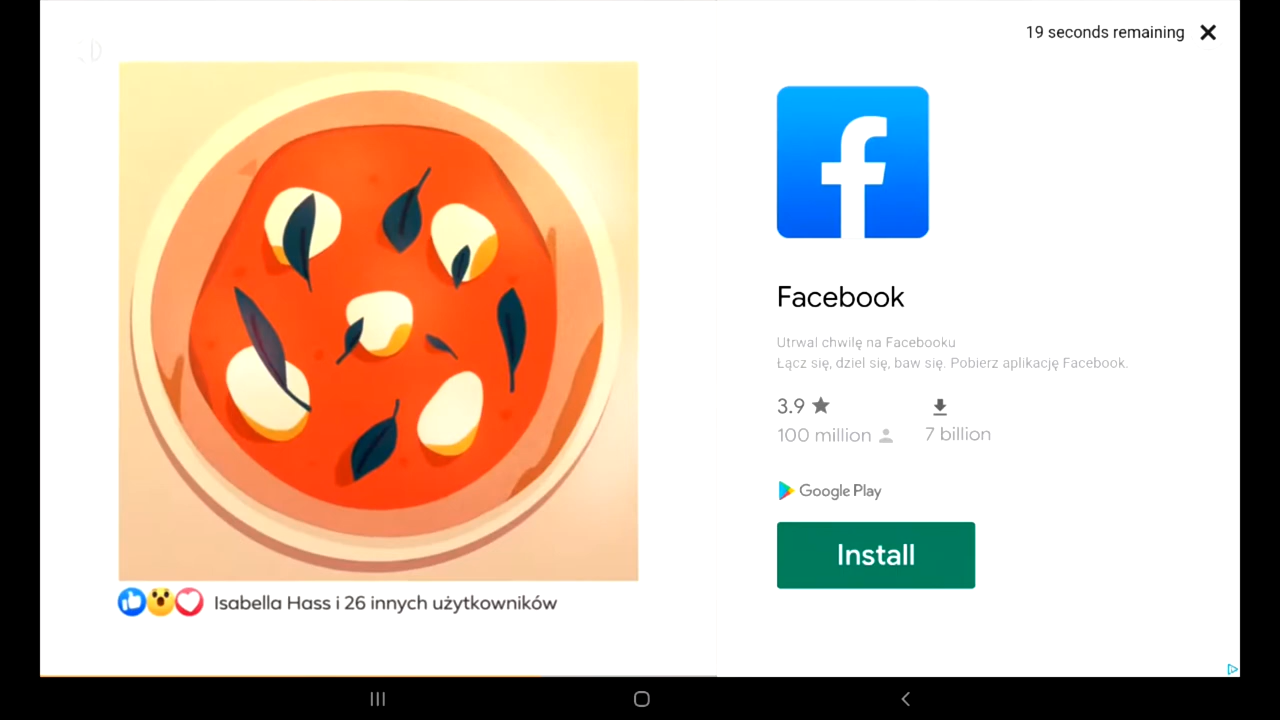 19 seconds remaining
Facebook
Utrwal chwilę na Facebooku
Łącz się, dziel się, baw się. Pobierz aplikację Facebook.
3.9
100 million
7 billion
Google Play
Install
Isabella Hass i 26 innych użytkowników